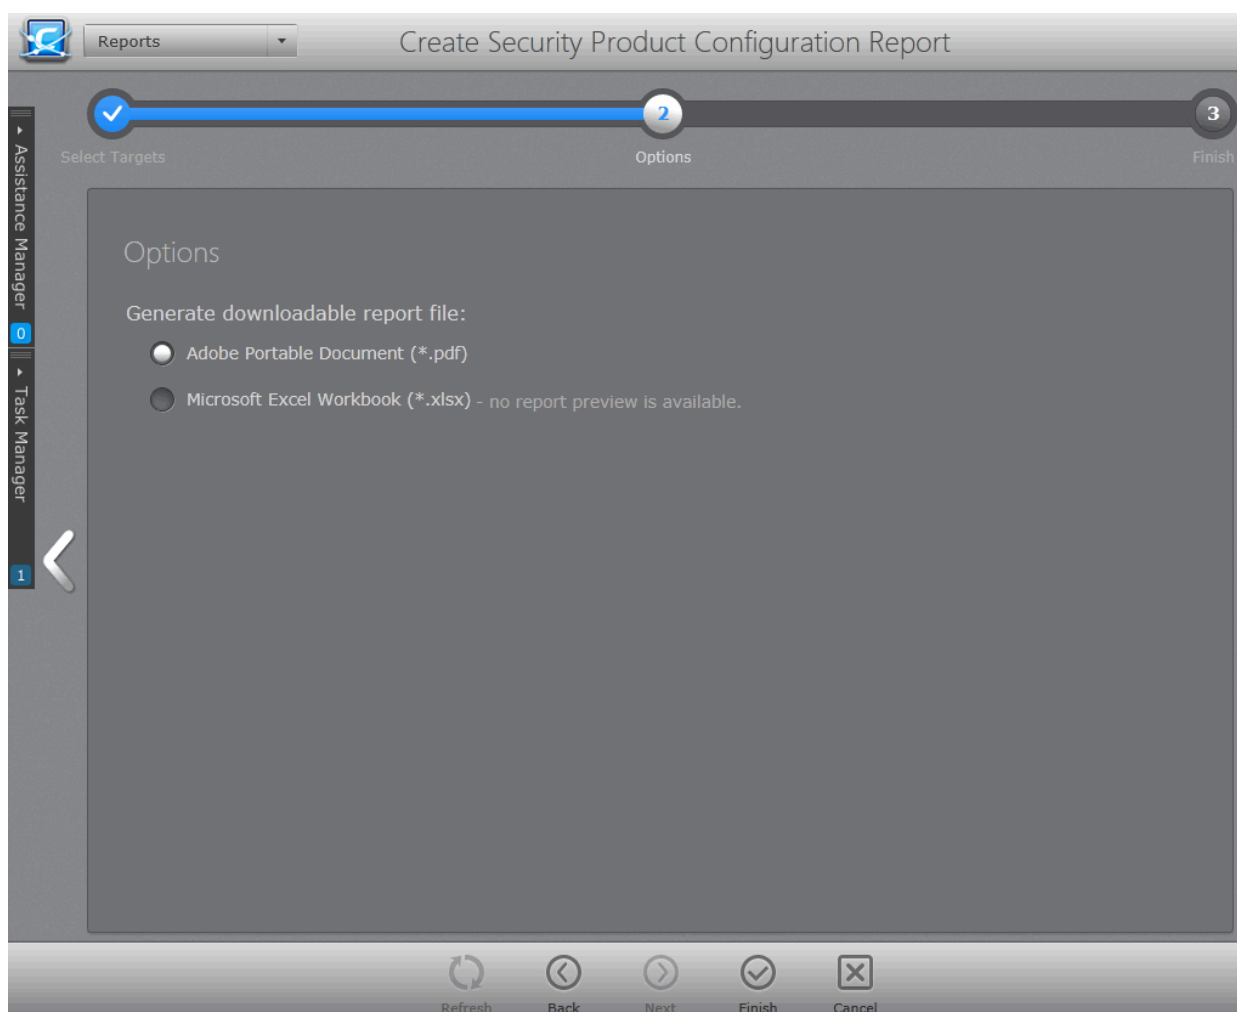 Reports
Create Security Product Configuration Report
2
3
Select Targets
Options
Finish
Assistance Manager
0
Task Manager
1
Options
Generate downloadable report file:
Adobe Portable Document (*.pdf)
Microsoft Excel Workbook (*.xlsx) - no report preview is available.
Refresh
Back
Next
Finish
Cancel